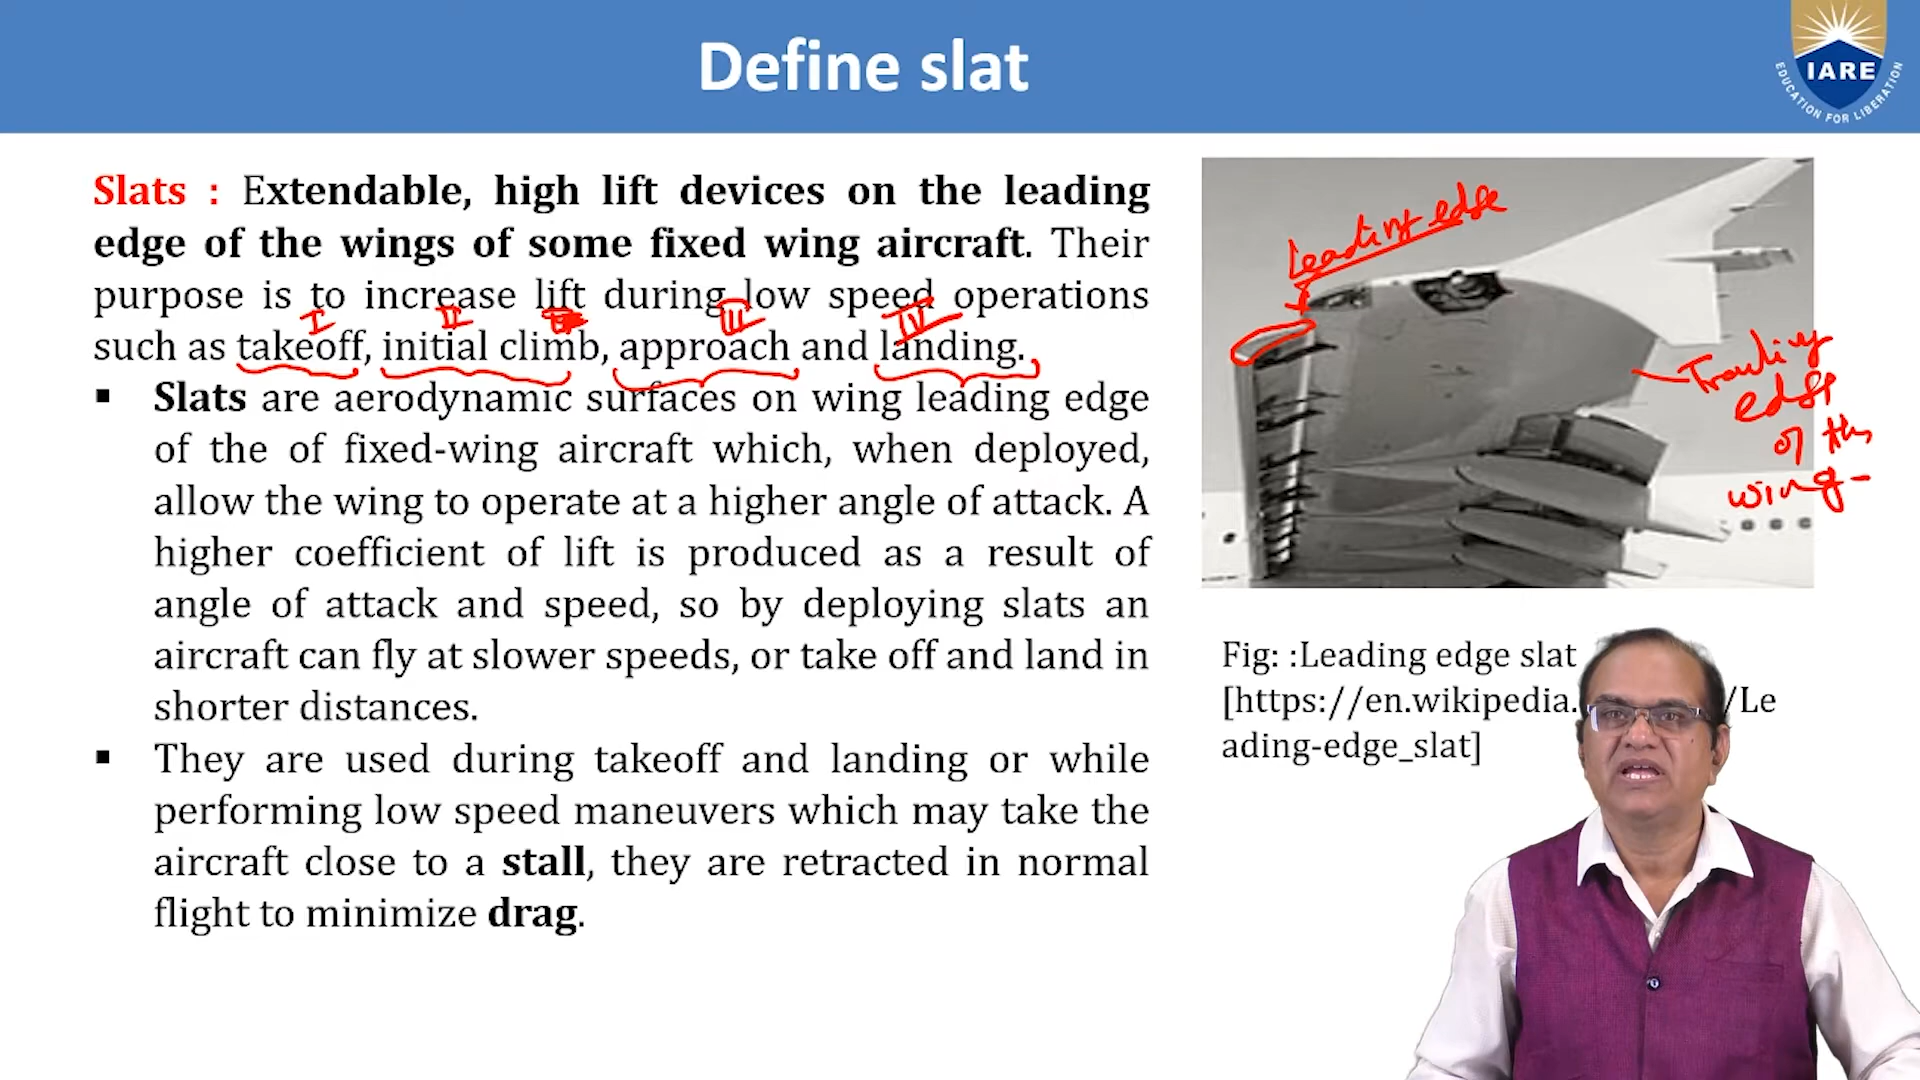 Define slat
IARE
EDUCATION FOR LIBERATION
Slats : Extendable, high lift devices on the leading
edge of the wings of some fixed wing aircraft. Their
purpose is to increase lift during low speed operations
I II III IV
such as takeoff, initial climb, approach and landing.
▪ Slats are aerodynamic surfaces on wing leading edge
of the of fixed-wing aircraft which, when deployed,
allow the wing to operate at a higher angle of attack. A
higher coefficient of lift is produced as a result of
angle of attack and speed, so by deploying slats an
aircraft can fly at slower speeds, or take off and land in
shorter distances.
▪ They are used during takeoff and landing or while
performing low speed maneuvers which may take the
aircraft close to a stall, they are retracted in normal
flight to minimize drag.
Leading edge
Trailing
edge
of the
wing-
Fig: :Leading edge slat
[https://en.wikipedia. /Le
ading-edge_slat]